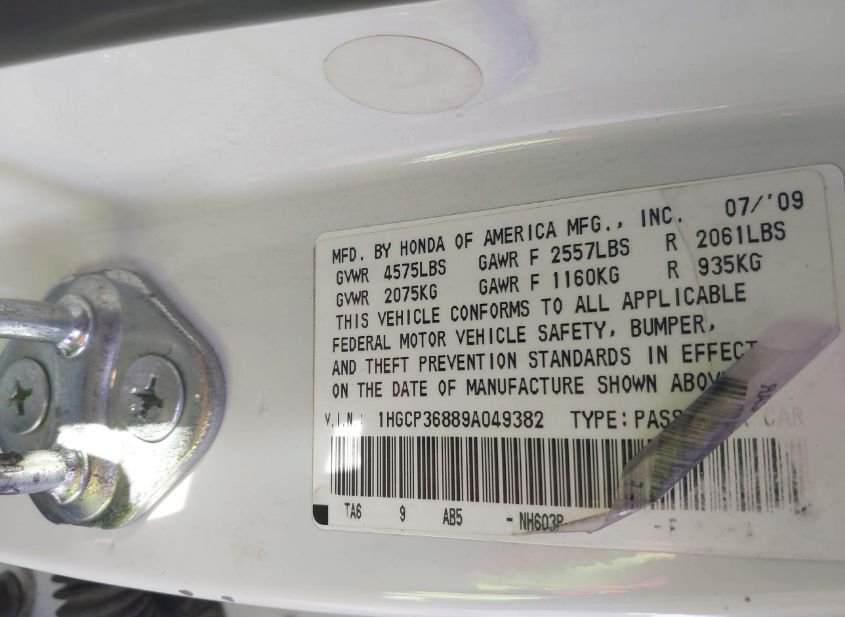 MFD. BY HONDA OF AMERICA MFG., INC. 07/'09
GVWR 4575LBS GAWR F 2557LBS R 2061LBS
GVWR 2075KG GAWR F 1160KG R 935KG
THIS VEHICLE CONFORMS TO ALL APPLICABLE
FEDERAL MOTOR VEHICLE SAFETY, BUMPER,
AND THEFT PREVENTION STANDARDS IN EFFECT
ON THE DATE OF MANUFACTURE SHOWN
V.I.N.: 1HGCP36889A049382 TYPE: CAR
TA6 9 AB5 -NH603P -F A